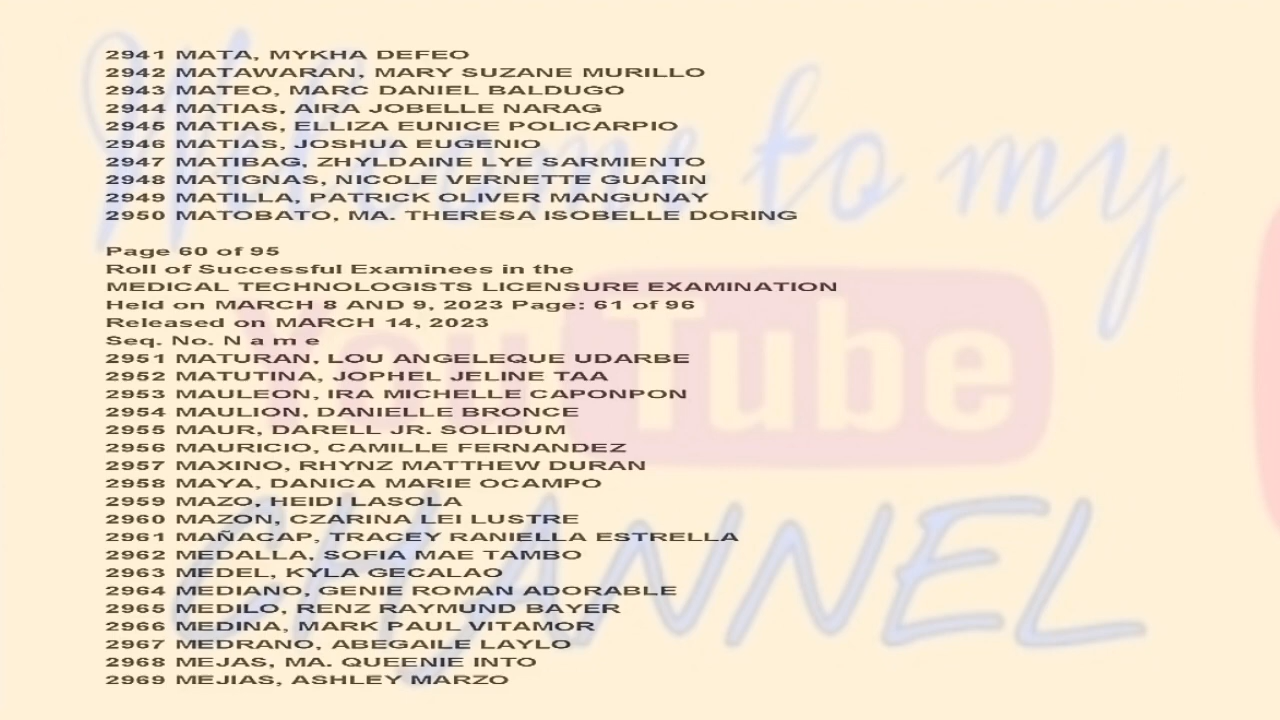 2941 MATA, MYKHA DEFEO
2942 MATAWARAN, MARY SUZANE MURILLO
2943 MATEO, MARC DANIEL BALDUGO
2944 MATIAS, AIRA JOBELLE NARAG
2945 MATIAS, ELLIZA EUNICE POLICARPIO
2946 MATIAS, JOSHUA EUGENIO
2947 MATIBAG, ZHYLDAINE LYE SARMIENTO
2948 MATIGNAS, NICOLE VERNETTE GUARIN
2949 MATILLA, PATRICK OLIVER MANGUNAY
2950 MATOBATO, MA. THERESA ISOBELLE DORING
Page 60 of 95
Roll of Successful Examinees in the
MEDICAL TECHNOLOGISTS LICENSURE EXAMINATION
Held on MARCH 8 AND 9, 2023 Page: 61 of 96
Released on MARCH 14, 2023
Seq. No. N a m e
2951 MATURAN, LOU ANGELEQUE UDARBE
2952 MATUTINA, JOPHEL JELINE TAA
2953 MAULEON, IRA MICHELLE CAPONPON
2954 MAULION, DANIELLE BRONCE
2955 MAUR, DARELL JR. SOLIDUM
2956 MAURICIO, CAMILLE FERNANDEZ
2957 MAXINO, RHYNZ MATTHEW DURAN
2958 MAYA, DANICA MARIE OCAMPO
2959 MAZO, HEIDI LASOLA
2960 MAZON, CZARINA LEI LUSTRE
2961 MAÑACAP, TRACEY RANIELLA ESTRELLA
2962 MEDALLA, SOFIA MAE TAMBO
2963 MEDEL, KYLA GECALAO
2964 MEDIANO, GENIE ROMAN ADORABLE
2965 MEDILO, RENZ RAYMUND BAYER
2966 MEDINA, MARK PAUL VITAMOR
2967 MEDRANO, ABEGAILE LAYLO
2968 MEJAS, MA. QUEENIE INTO
2969 MEJIAS, ASHLEY MARZO
Welcome to my
YouTube
CHANNEL